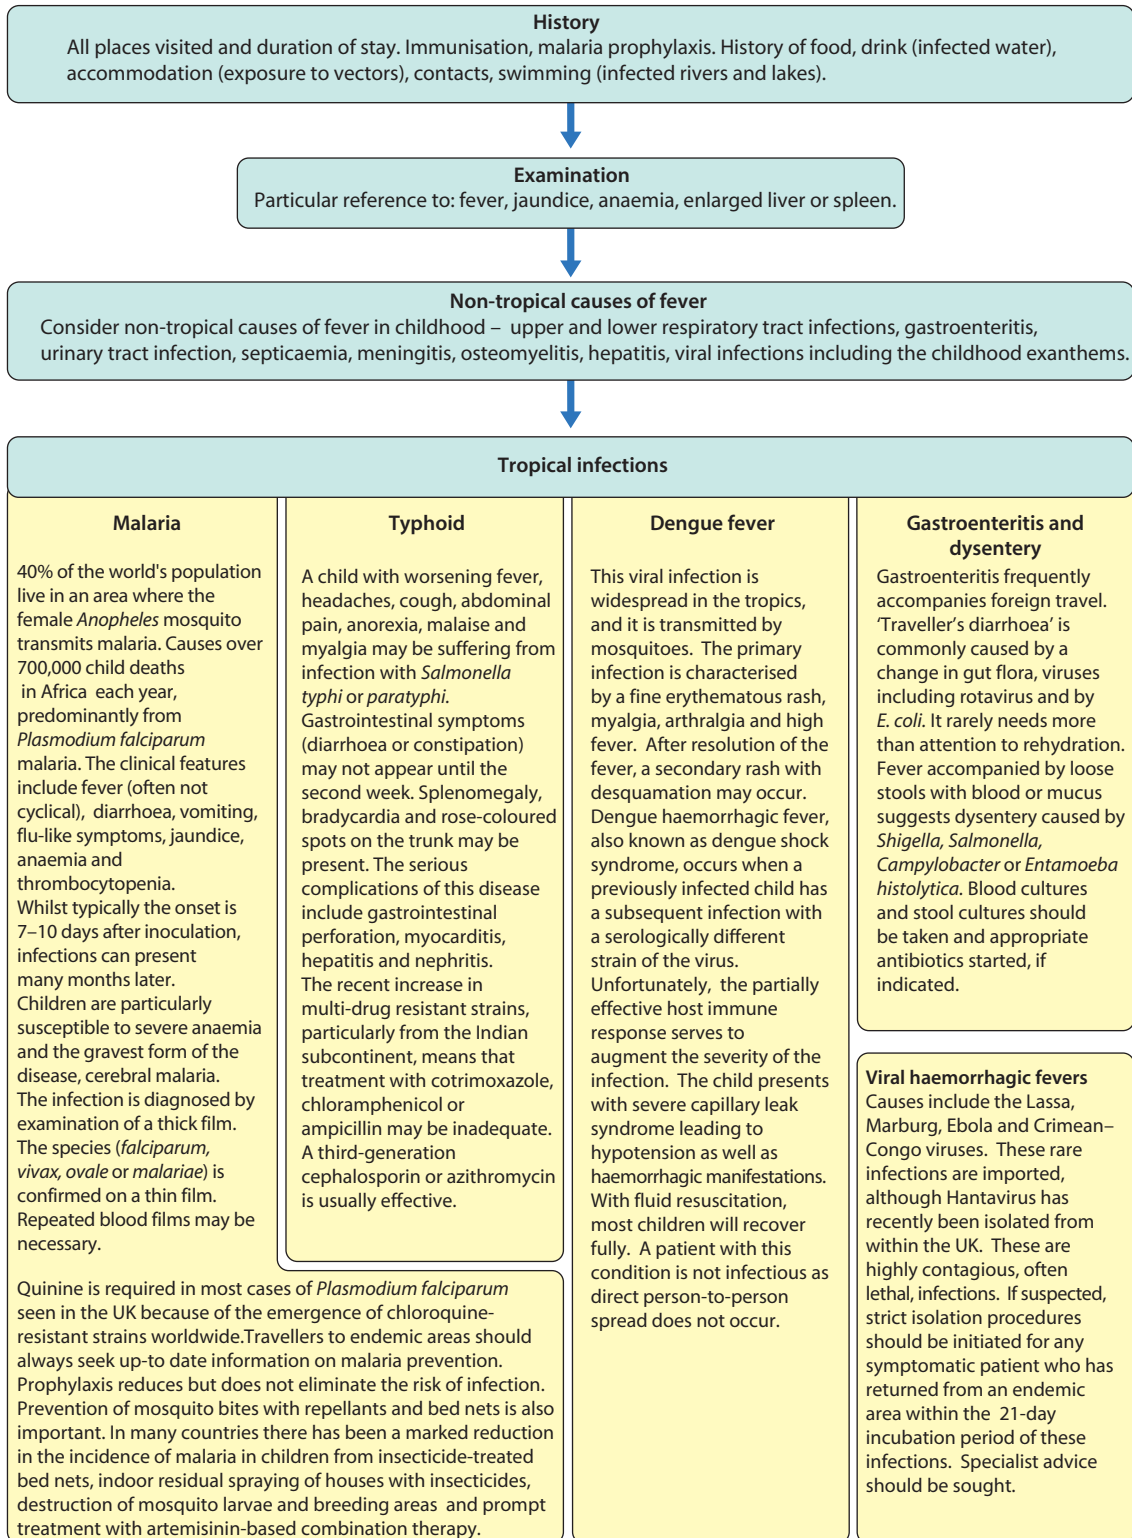 History
All places visited and duration of stay. Immunisation, malaria prophylaxis. History of food, drink (infected water),
accommodation (exposure to vectors), contacts, swimming (infected rivers and lakes).
Examination
Particular reference to: fever, jaundice, anaemia, enlarged liver or spleen.
Non-tropical causes of fever
Consider non-tropical causes of fever in childhood – upper and lower respiratory tract infections, gastroenteritis,
urinary tract infection, septicaemia, meningitis, osteomyelitis, hepatitis, viral infections including the childhood exanthems.
Tropical infections
Malaria
40% of the world's population
live in an area where the
female Anopheles mosquito
transmits malaria. Causes over
700,000 child deaths
in Africa each year,
predominantly from
Plasmodium falciparum
malaria. The clinical features
include fever (often not
cyclical), diarrhoea, vomiting,
flu-like symptoms, jaundice,
anaemia and
thrombocytopenia.
Whilst typically the onset is
7–10 days after inoculation,
infections can present
many months later.
Children are particularly
susceptible to severe anaemia
and the gravest form of the
disease, cerebral malaria.
The infection is diagnosed by
examination of a thick film.
The species (falciparum,
vivax, ovale or malariae) is
confirmed on a thin film.
Repeated blood films may be
necessary.
Quinine is required in most cases of Plasmodium falciparum
seen in the UK because of the emergence of chloroquine-
resistant strains worldwide.Travellers to endemic areas should
always seek up-to date information on malaria prevention.
Prophylaxis reduces but does not eliminate the risk of infection.
Prevention of mosquito bites with repellants and bed nets is also
important. In many countries there has been a marked reduction
in the incidence of malaria in children from insecticide-treated
bed nets, indoor residual spraying of houses with insecticides,
destruction of mosquito larvae and breeding areas and prompt
treatment with artemisinin-based combination therapy.
Typhoid
A child with worsening fever,
headaches, cough, abdominal
pain, anorexia, malaise and
myalgia may be suffering from
infection with Salmonella
typhi or paratyphi.
Gastrointestinal symptoms
(diarrhoea or constipation)
may not appear until the
second week. Splenomegaly,
bradycardia and rose-coloured
spots on the trunk may be
present. The serious
complications of this disease
include gastrointestinal
perforation, myocarditis,
hepatitis and nephritis.
The recent increase in
multi-drug resistant strains,
particularly from the Indian
subcontinent, means that
treatment with cotrimoxazole,
chloramphenicol or
ampicillin may be inadequate.
A third-generation
cephalosporin or azithromycin
is usually effective.
Dengue fever
This viral infection is
widespread in the tropics,
and it is transmitted by
mosquitoes. The primary
infection is characterised
by a fine erythematous rash,
myalgia, arthralgia and high
fever. After resolution of the
fever, a secondary rash with
desquamation may occur.
Dengue haemorrhagic fever,
also known as dengue shock
syndrome, occurs when a
previously infected child has
a subsequent infection with
a serologically different
strain of the virus.
Unfortunately, the partially
effective host immune
response serves to
augment the severity of the
infection. The child presents
with severe capillary leak
syndrome leading to
hypotension as well as
haemorrhagic manifestations.
With fluid resuscitation,
most children will recover
fully. A patient with this
condition is not infectious as
direct person-to-person
spread does not occur.
Gastroenteritis and
dysentery
Gastroenteritis frequently
accompanies foreign travel.
‘Traveller’s diarrhoea’ is
commonly caused by a
change in gut flora, viruses
including rotavirus and by
E. coli. It rarely needs more
than attention to rehydration.
Fever accompanied by loose
stools with blood or mucus
suggests dysentery caused by
Shigella, Salmonella,
Campylobacter or Entamoeba
histolytica. Blood cultures
and stool cultures should
be taken and appropriate
antibiotics started, if
indicated.
Viral haemorrhagic fevers
Causes include the Lassa,
Marburg, Ebola and Crimean–
Congo viruses. These rare
infections are imported,
although Hantavirus has
recently been isolated from
within the UK. These are
highly contagious, often
lethal, infections. If suspected,
strict isolation procedures
should be initiated for any
symptomatic patient who has
returned from an endemic
area within the 21-day
incubation period of these
infections. Specialist advice
should be sought.